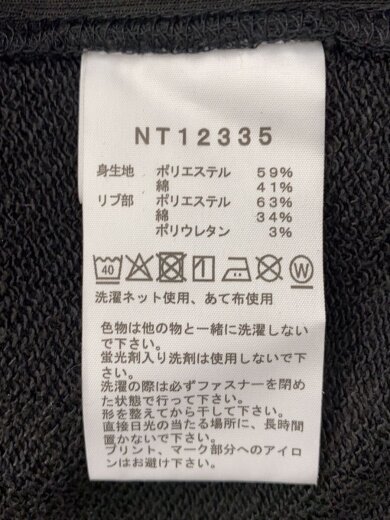 NT12335
身生地 ポリエステル 59%
綿 41%
リブ部 ポリエステル 63%
綿 34%
ポリウレタン 3%
40 W
洗濯ネット使用、あて布使用
色物は他の物と一緒に洗濯しない
で下さい。
蛍光剤入り洗剤は使用しないで下
さい。
洗濯の際は必ずファスナーを閉め
た状態で行って下さい。
形を整えてから干して下さい。
直接日光の当たる場所に、長時間
置かないで下さい。
プリント、マーク部分へのアイロ
ンはお避け下さい。